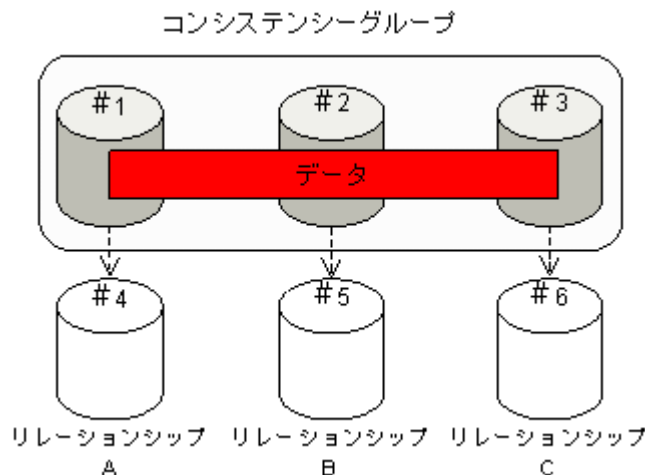 コンシステンシーグループ
#1
#2
#3
データ
#4
#5
#6
リレーションシップ
A
リレーションシップ
B
リレーションシップ
C